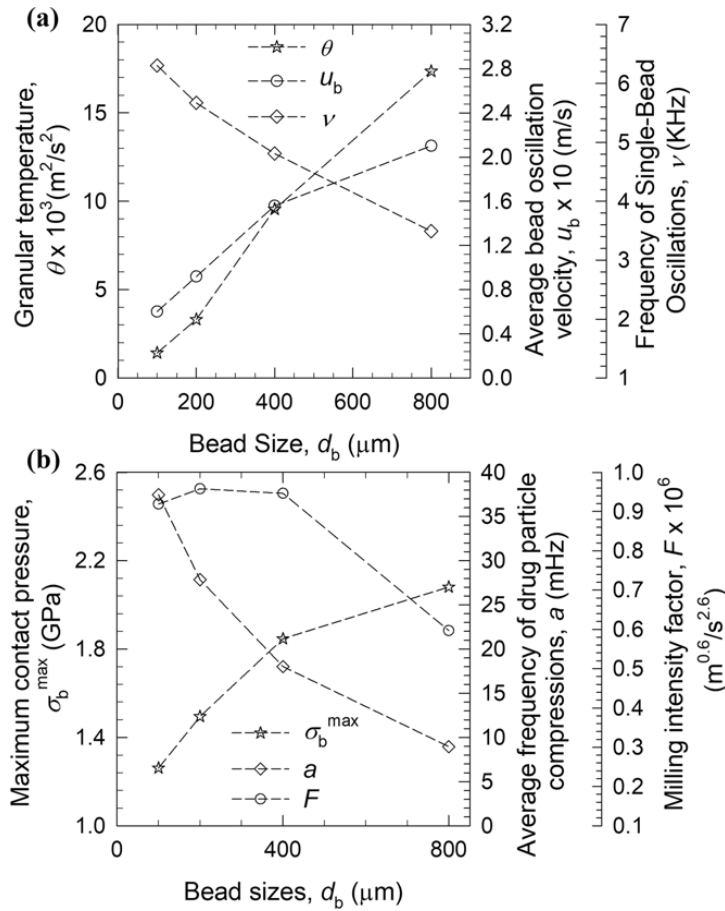 (a)
20
15
10
5
0
Granular temperature,
θ x 10³(m²/s²)
θ
u_b
ν
3.2
2.8
2.4
2.0
1.6
1.2
0.8
0.4
0.0
Average bead oscillation
velocity, u_b x 10 (m/s)
7
6
5
4
3
2
1
Frequency of Single-Bead
Oscillations, ν (KHz)
0 200 400 600 800
Bead Size, d_b (μm)
(b)
2.6
2.2
1.8
1.4
1.0
Maximum contact pressure,
σ_b^max (GPa)
σ_b^max
a
F
40
35
30
25
20
15
10
5
0
Average frequency of drug particle
compressions, a (mHz)
1.0
0.9
0.8
0.7
0.6
0.5
0.4
0.3
0.2
0.1
Milling intensity factor, F x 10⁶
(m^0.6/s^2.6)
0 200 400 600 800
Bead sizes, d_b (μm)